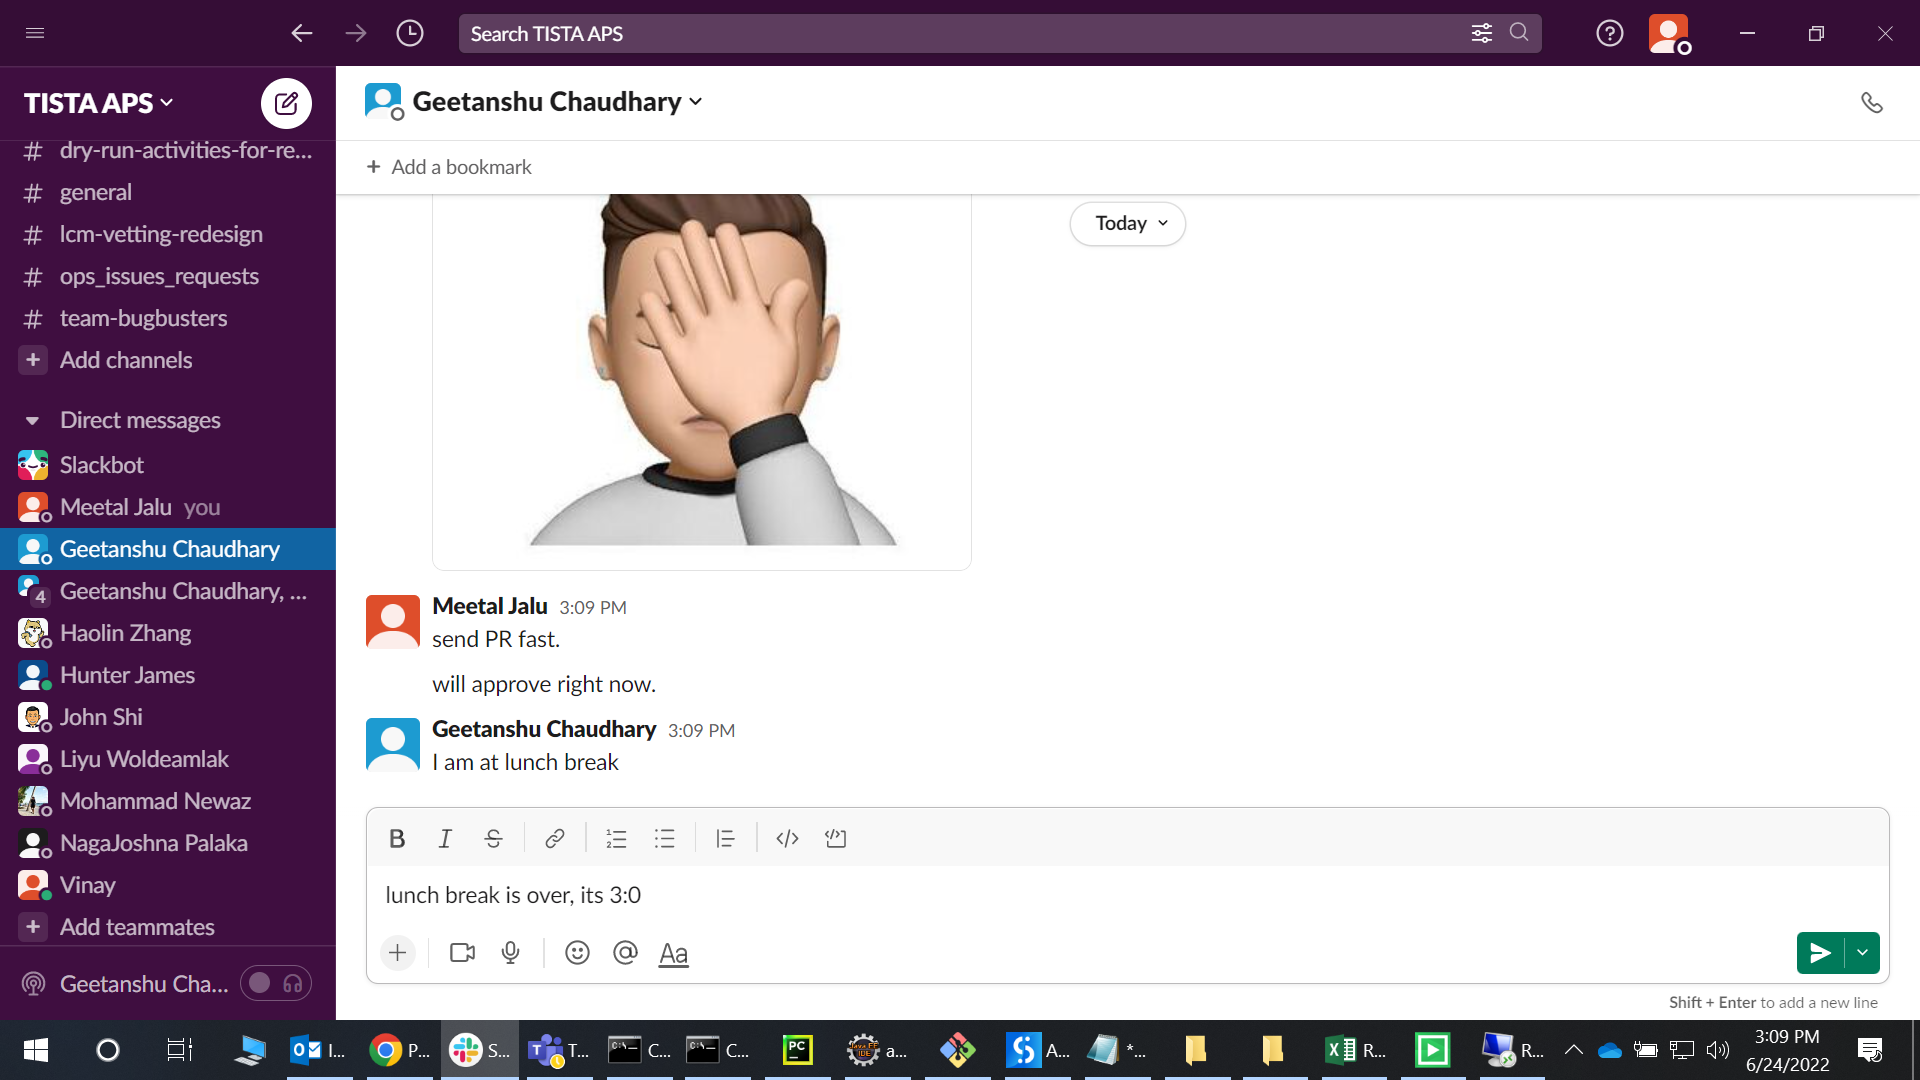 Search TISTA APS
TISTA APS
# dry-run-activities-for-re...
# general
# lcm-vetting-redesign
# ops_issues_requests
# team-bugbusters
+ Add channels
Direct messages
Slackbot
Meetal Jalu you
Geetanshu Chaudhary
4 Geetanshu Chaudhary, ...
Haolin Zhang
Hunter James
John Shi
Liyu Woldeamlak
Mohammad Newaz
NagaJoshna Palaka
Vinay
+ Add teammates
Geetanshu Cha...
Geetanshu Chaudhary
+ Add a bookmark
Today
Meetal Jalu 3:09 PM
send PR fast.
will approve right now.
Geetanshu Chaudhary 3:09 PM
I am at lunch break
lunch break is over, its 3:0
Aa
Shift + Enter to add a new line
I... P... S... T... C... C... PC a... A... *... R... R...
3:09 PM
6/24/2022